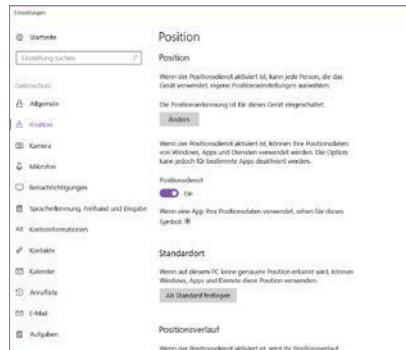 Einstellungen
Startseite
Einstellung suchen
Datenschutz
Allgemein
Position
Kamera
Mikrofon
Benachrichtigungen
Spracherkennung, Freihand und Eingabe
Kontoinformationen
Kontakte
Kalender
Anrufliste
E-Mail
Aufgaben
Position
Position
Wenn der Positionsdienst aktiviert ist, kann jede Person, die das
Gerät verwendet, eigene Positionseinstellungen auswählen.
Die Positionserkennung ist für dieses Gerät eingeschaltet.
Ändern
Wenn der Positionsdienst aktiviert ist, können Ihre Positionsdaten
von Windows, Apps und Diensten verwendet werden. Die Option
kann jedoch für bestimmte Apps deaktiviert werden.
Positionsdienst
Ein
Wenn eine App Ihre Positionsdaten verwendet, sehen Sie dieses
Symbol:
Standardort
Wenn auf diesem PC keine genauere Position erkannt wird, können
Windows, Apps und Dienste diese Position verwenden.
Als Standard festlegen
Positionsverlauf
Wenn der Positionsdienst aktiviert ist, wird Ihr Positionsverlauf